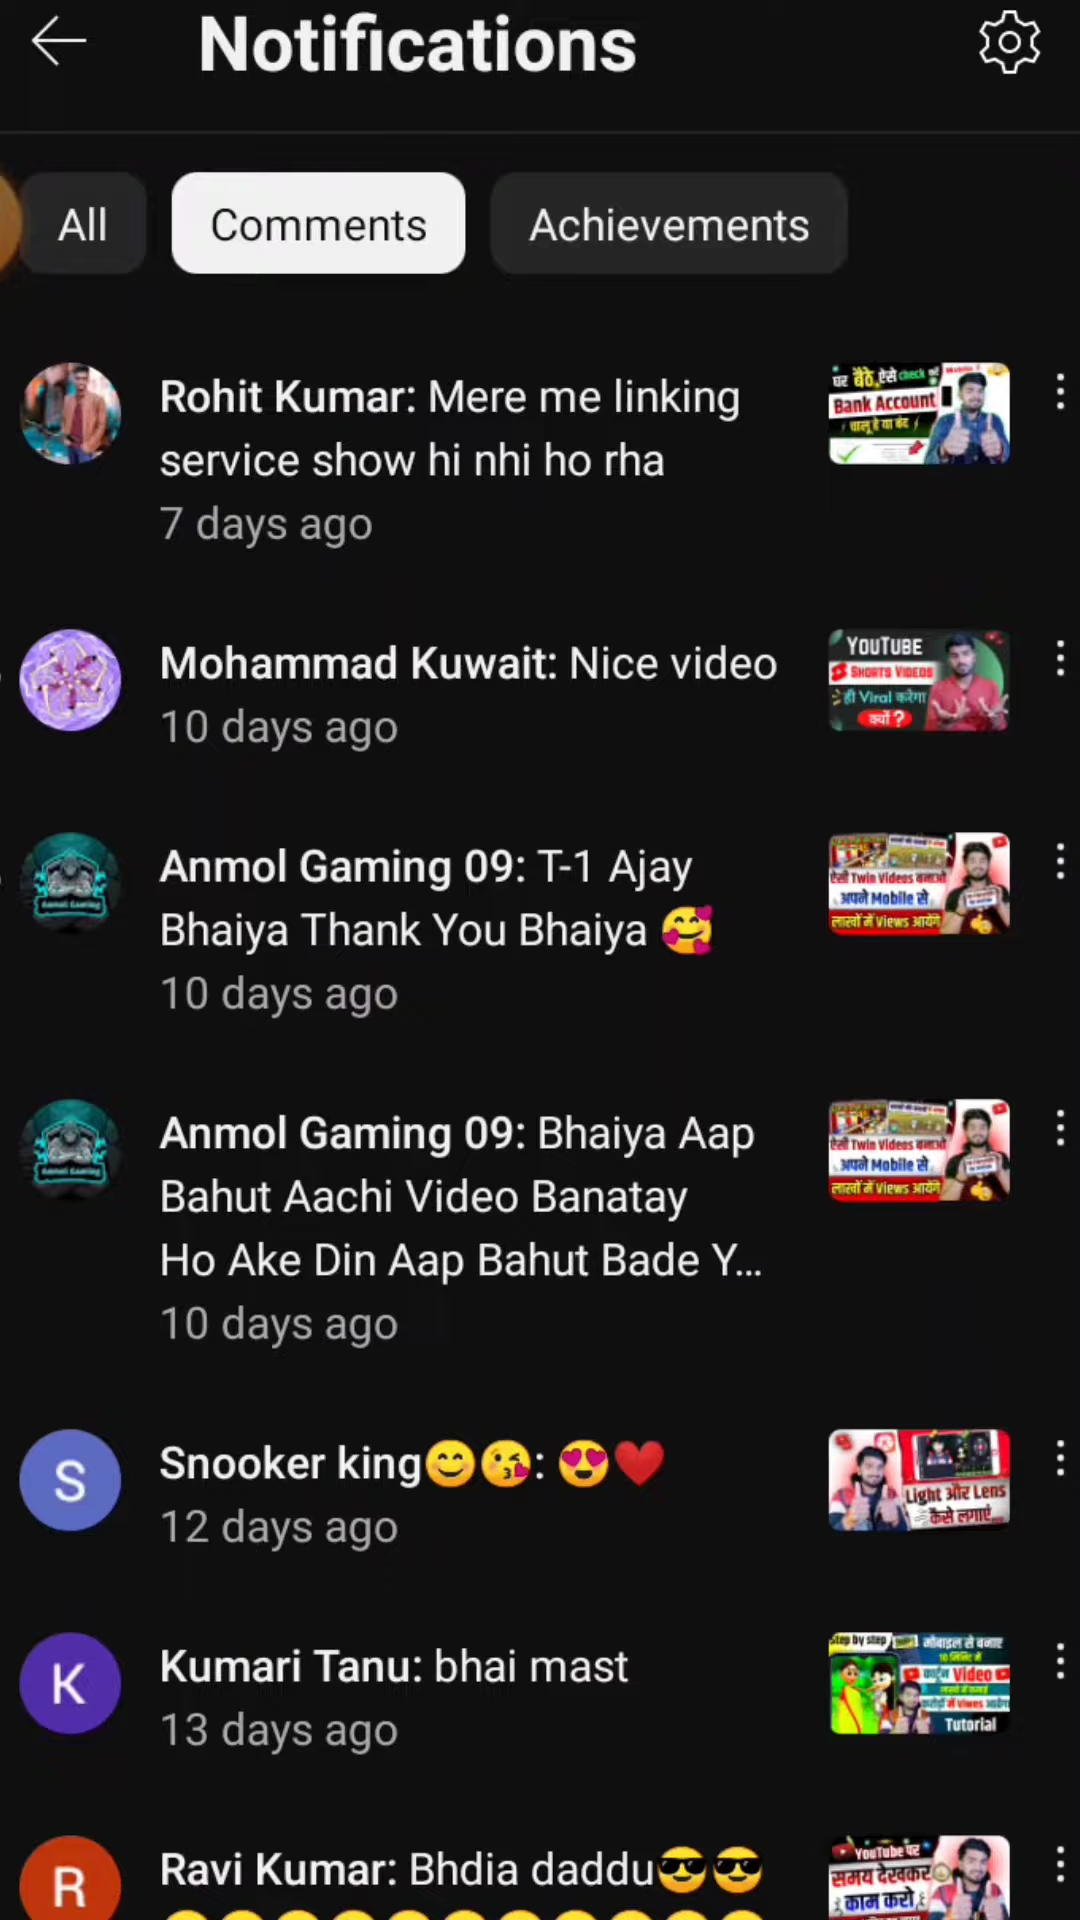 Notifications
All
Comments
Achievements
Rohit Kumar: Mere me linking
service show hi nhi ho rha
7 days ago
घर बैठे, ऐसे check करें
Bank Account
चालू है या बंद
Mohammad Kuwait: Nice video
10 days ago
YouTube
Shorts Videos
ही Viral करेगा
क्यों ?
Anmol Gaming 09: T-1 Ajay
Bhaiya Thank You Bhaiya 🥰
10 days ago
ऐसी Twin Videos बनाओ
अपने Mobile से
लाखों में Views आयेंगे
Anmol Gaming 09: Bhaiya Aap
Bahut Aachi Video Banatay
Ho Ake Din Aap Bahut Bade Y...
10 days ago
ऐसी Twin Videos बनाओ
अपने Mobile से
लाखों में Views आयेंगे
S
Snooker king😊😘: 😍❤️
12 days ago
Light और Lens
कैसे लगाएं...
K
Kumari Tanu: bhai mast
13 days ago
Step by step
मोबाइल से बनाए
10 मिनिट में
कार्टून Video
Tutorial
R
Ravi Kumar: Bhdia daddu😎😎
YouTube पर
समय देखकर
काम करो